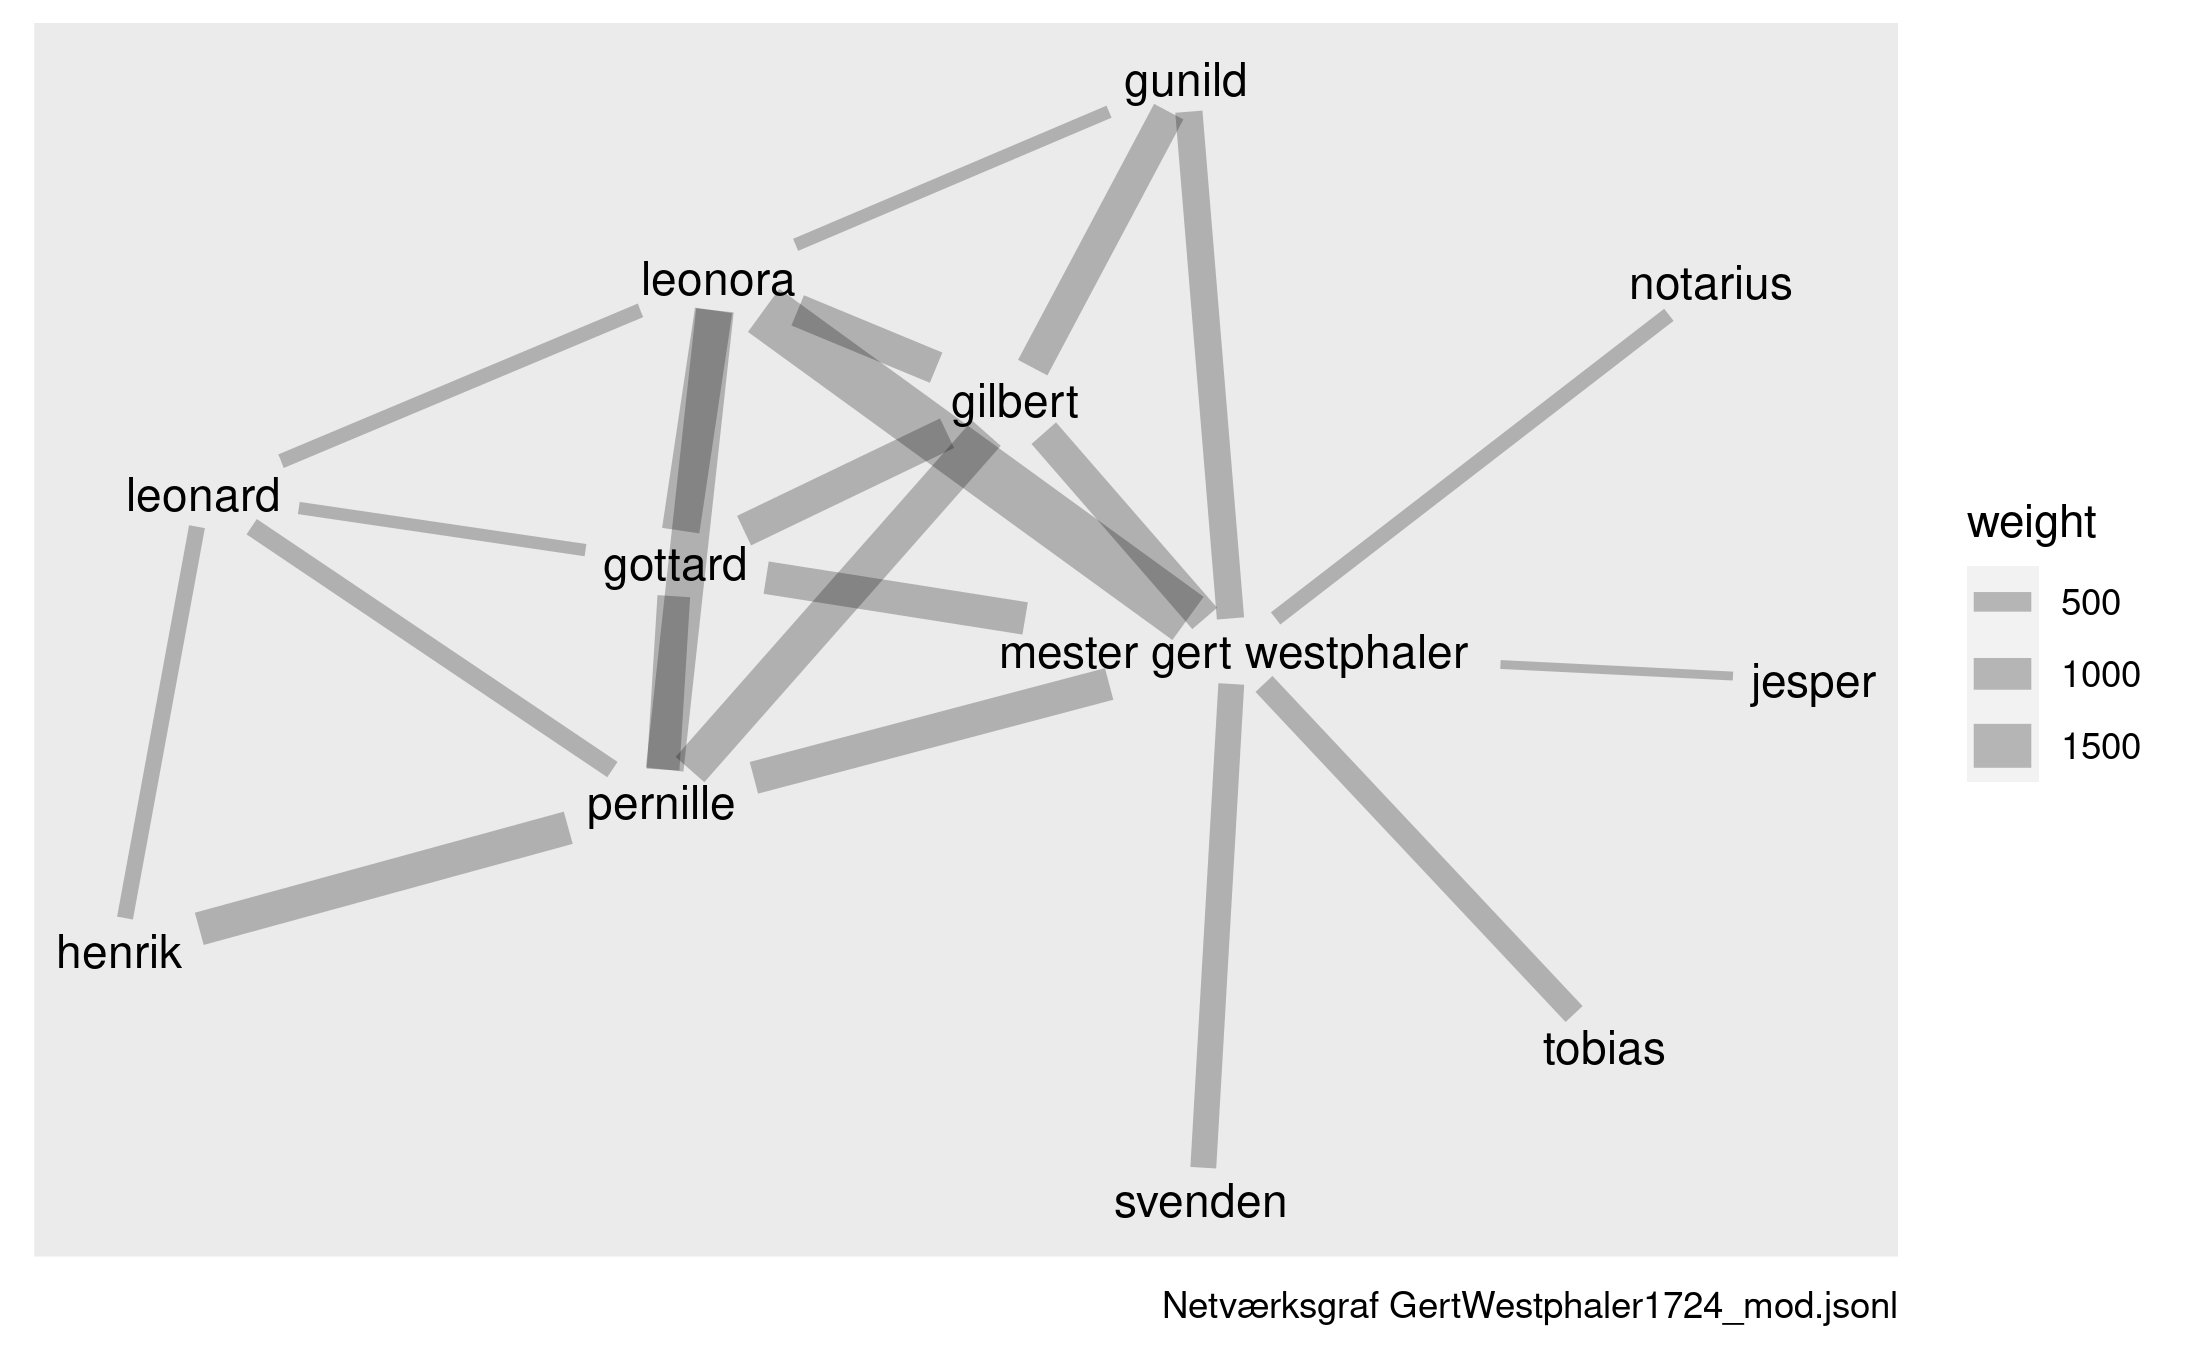 gunild
leonora
notarius
gilbert
leonard
gottard
mester gert westphaler
jesper
pernille
henrik
tobias
svenden
weight
500
1000
1500
Netværksgraf GertWestphaler1724_mod.jsonl